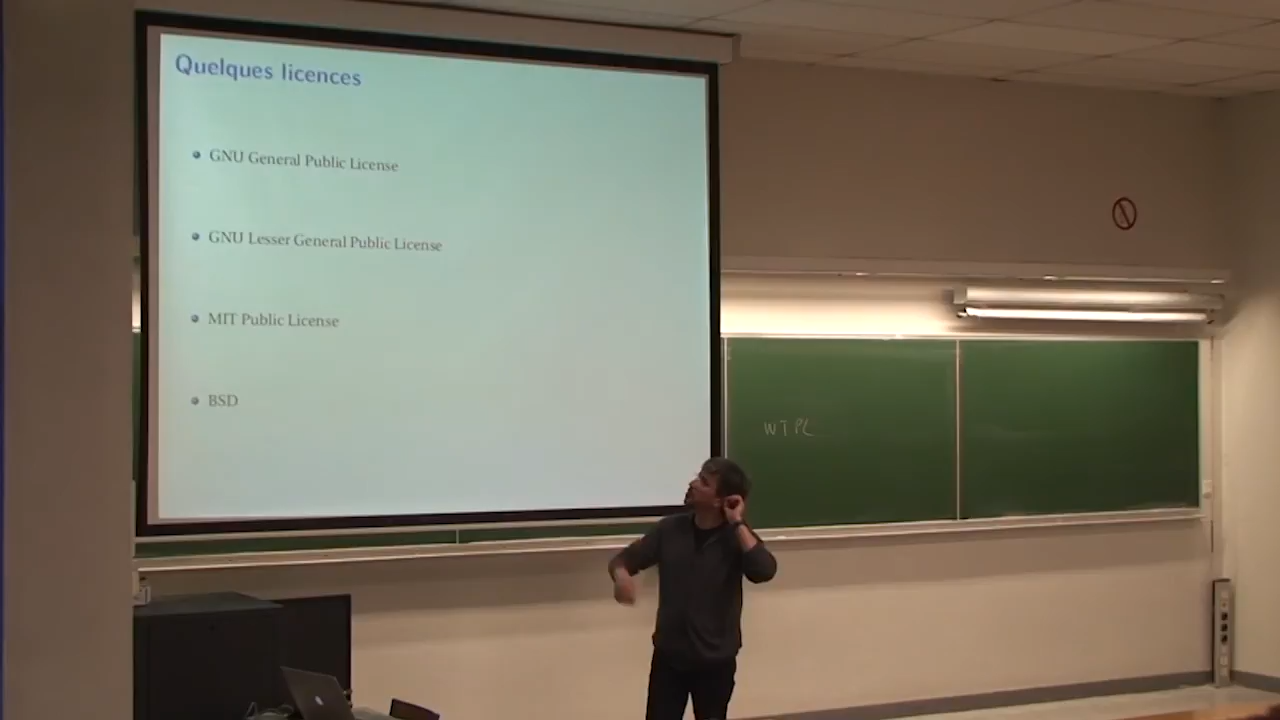 Quelques licences
GNU General Public License
GNU Lesser General Public License
MIT Public License
BSD
WTPL